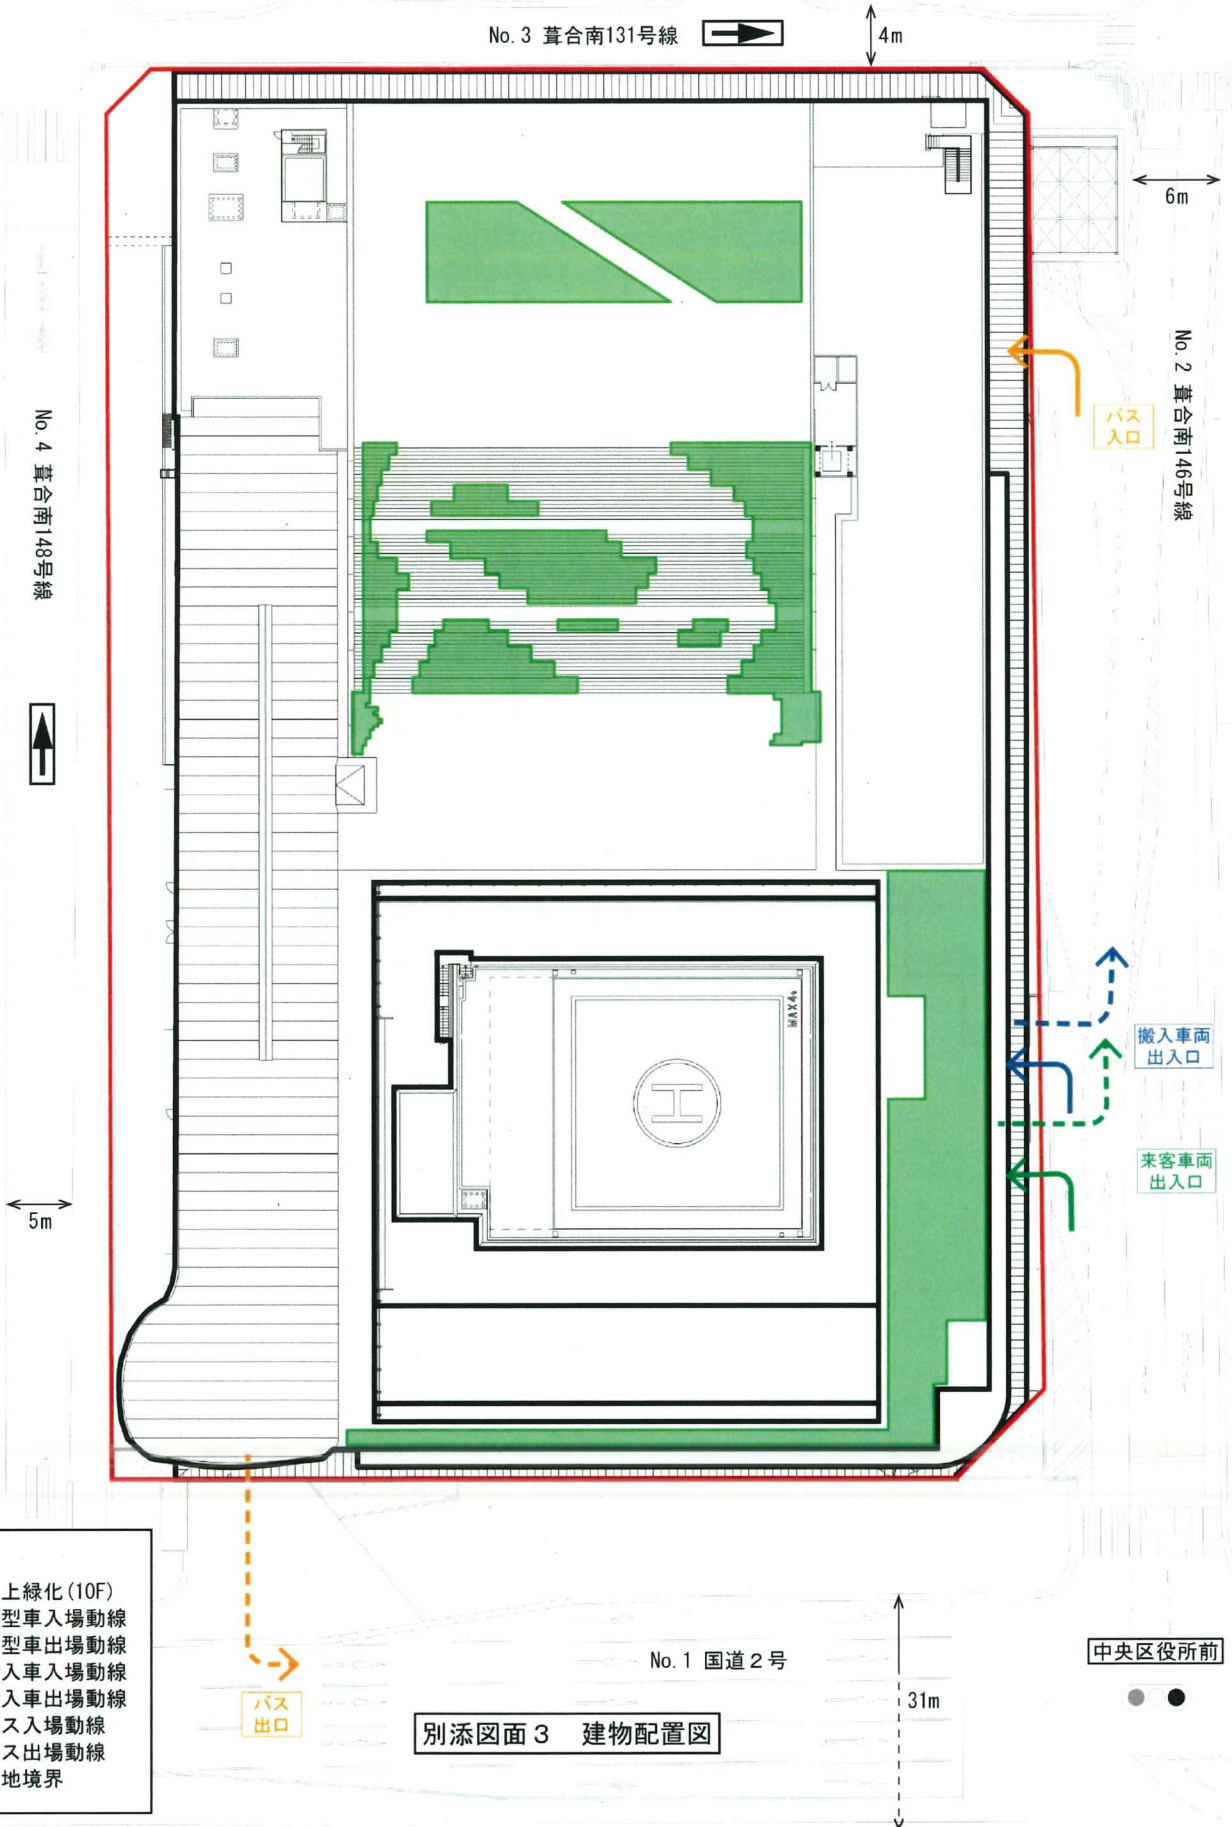 No.3 葺合南131号線
4m
6m
No.2 葺合南146号線
バス
入口
No.4 葺合南148号線
搬入車両
出入口
来客車両
出入口
5m
H
上緑化(10F)
型車入場動線
型車出場動線
入車入場動線
入車出場動線
ス入場動線
ス出場動線
地境界
バス
出口
No.1 国道2号
31m
中央区役所前
別添図面3 建物配置図